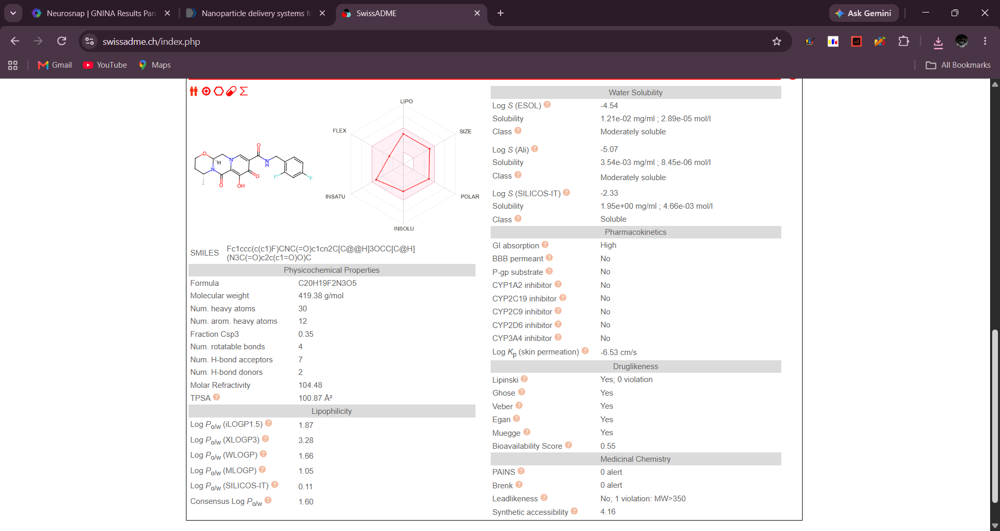 Neurosnap | GNINA Results Pan
Nanoparticle delivery systems fo
SwissADME
Ask Gemini
swissadme.ch/index.php
Gmail
YouTube
Maps
All Bookmarks
LIPO
FLEX
SIZE
INSATU
POLAR
INSOLU
O
H
N
N
O
OH
O
O
N
H
F
F
SMILES Fc1ccc(c(c1)F)CNC(=O)c1cn2C[C@@H]3OCC[C@H]
(N3C(=O)c2c(c1=O)O)C
Physicochemical Properties
Formula C20H19F2N3O5
Molecular weight 419.38 g/mol
Num. heavy atoms 30
Num. arom. heavy atoms 12
Fraction Csp3 0.35
Num. rotatable bonds 4
Num. H-bond acceptors 7
Num. H-bond donors 2
Molar Refractivity 104.48
TPSA ? 100.87 Å²
Lipophilicity
Log Po/w (iLOGP1.5) ? 1.87
Log Po/w (XLOGP3) ? 3.28
Log Po/w (WLOGP) ? 1.66
Log Po/w (MLOGP) ? 1.05
Log Po/w (SILICOS-IT) ? 0.11
Consensus Log Po/w ? 1.60
Water Solubility
Log S (ESOL) ? -4.54
Solubility 1.21e-02 mg/ml ; 2.89e-05 mol/l
Class ? Moderately soluble
Log S (Ali) ? -5.07
Solubility 3.54e-03 mg/ml ; 8.45e-06 mol/l
Class ? Moderately soluble
Log S (SILICOS-IT) ? -2.33
Solubility 1.95e+00 mg/ml ; 4.66e-03 mol/l
Class ? Soluble
Pharmacokinetics
GI absorption ? High
BBB permeant ? No
P-gp substrate ? No
CYP1A2 inhibitor ? No
CYP2C19 inhibitor ? No
CYP2C9 inhibitor ? No
CYP2D6 inhibitor ? No
CYP3A4 inhibitor ? No
Log Kp (skin permeation) ? -6.53 cm/s
Druglikeness
Lipinski ? Yes; 0 violation
Ghose ? Yes
Veber ? Yes
Egan ? Yes
Muegge ? Yes
Bioavailability Score ? 0.55
Medicinal Chemistry
PAINS ? 0 alert
Brenk ? 0 alert
Leadlikeness ? No; 1 violation: MW>350
Synthetic accessibility ? 4.16